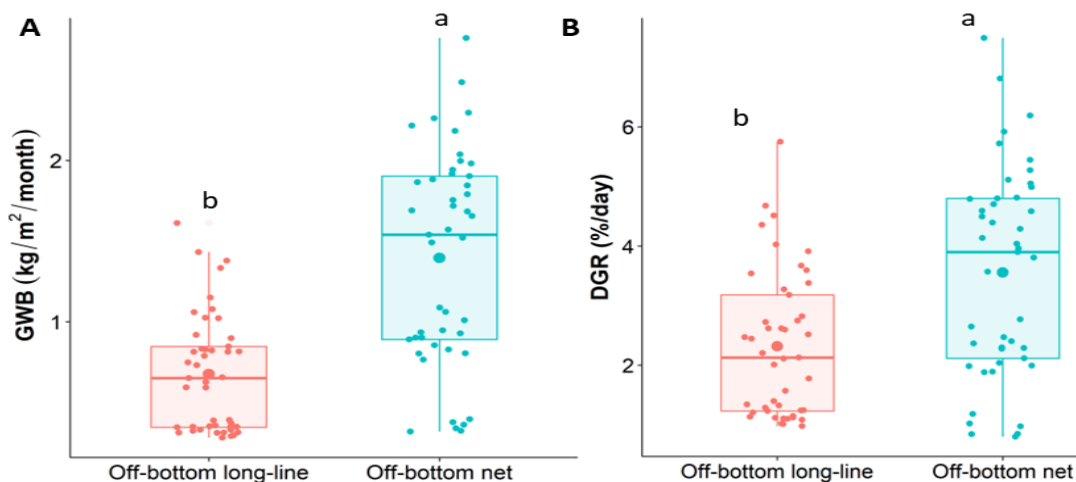 A
a
b
GWB (kg/m²/month)
2
1
Off-bottom long-line
Off-bottom net
B
a
b
DGR (%/day)
6
4
2
Off-bottom long-line
Off-bottom net